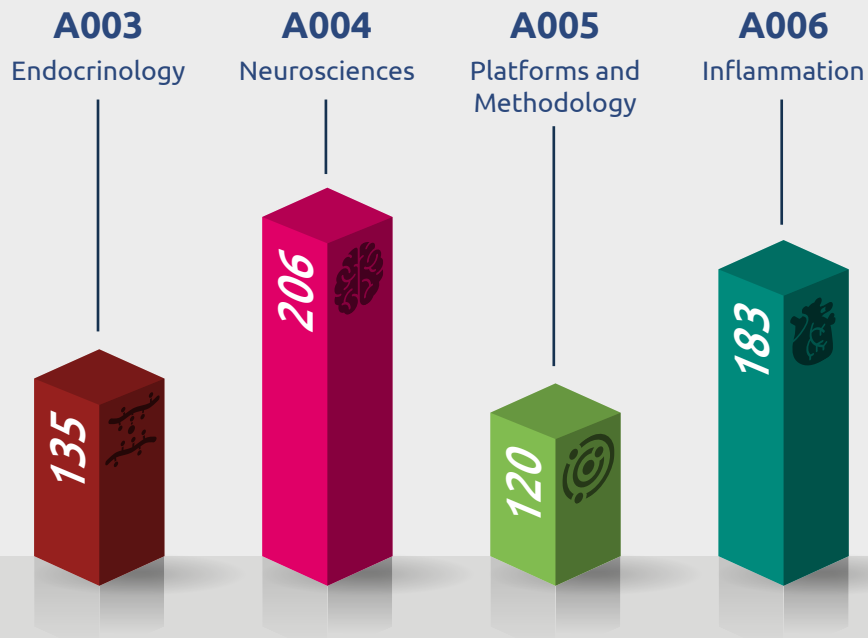 A003
Endocrinology
A004
Neurosciences
A005
Platforms and
Methodology
A006
Inflammation
135
206
120
183